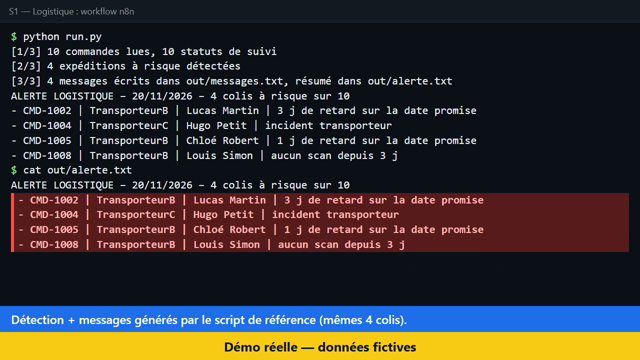 S1 — Logistique : workflow n8n
$ python run.py
[1/3] 10 commandes lues, 10 statuts de suivi
[2/3] 4 expéditions à risque détectées
[3/3] 4 messages écrits dans out/messages.txt, résumé dans out/alerte.txt
ALERTE LOGISTIQUE – 20/11/2026 – 4 colis à risque sur 10
- CMD-1002 | TransporteurB | Lucas Martin | 3 j de retard sur la date promise
- CMD-1004 | TransporteurC | Hugo Petit | incident transporteur
- CMD-1005 | TransporteurB | Chloé Robert | 1 j de retard sur la date promise
- CMD-1008 | TransporteurB | Louis Simon | aucun scan depuis 3 j
$ cat out/alerte.txt
ALERTE LOGISTIQUE – 20/11/2026 – 4 colis à risque sur 10
- CMD-1002 | TransporteurB | Lucas Martin | 3 j de retard sur la date promise
- CMD-1004 | TransporteurC | Hugo Petit | incident transporteur
- CMD-1005 | TransporteurB | Chloé Robert | 1 j de retard sur la date promise
- CMD-1008 | TransporteurB | Louis Simon | aucun scan depuis 3 j
Détection + messages générés par le script de référence (mêmes 4 colis).
Démo réelle — données fictives